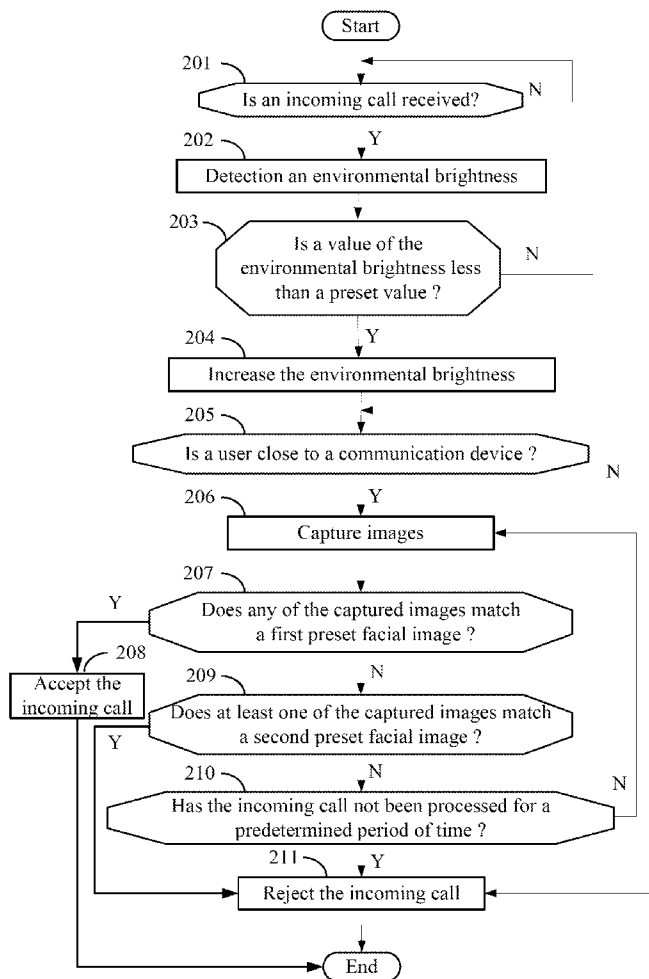 Start
201
Is an incoming call received?
N
Y
202
Detection an environmental brightness
203
Is a value of the
environmental brightness less
than a preset value ?
N
Y
204
Increase the environmental brightness
205
Is a user close to a communication device ?
N
Y
206
Capture images
207
Does any of the captured images match
a first preset facial image ?
Y
208
Accept the
incoming call
N
209
Does at least one of the captured images match
a second preset facial image ?
Y
N
210
Has the incoming call not been processed for a
predetermined period of time ?
N
Y
211
Reject the incoming call
End